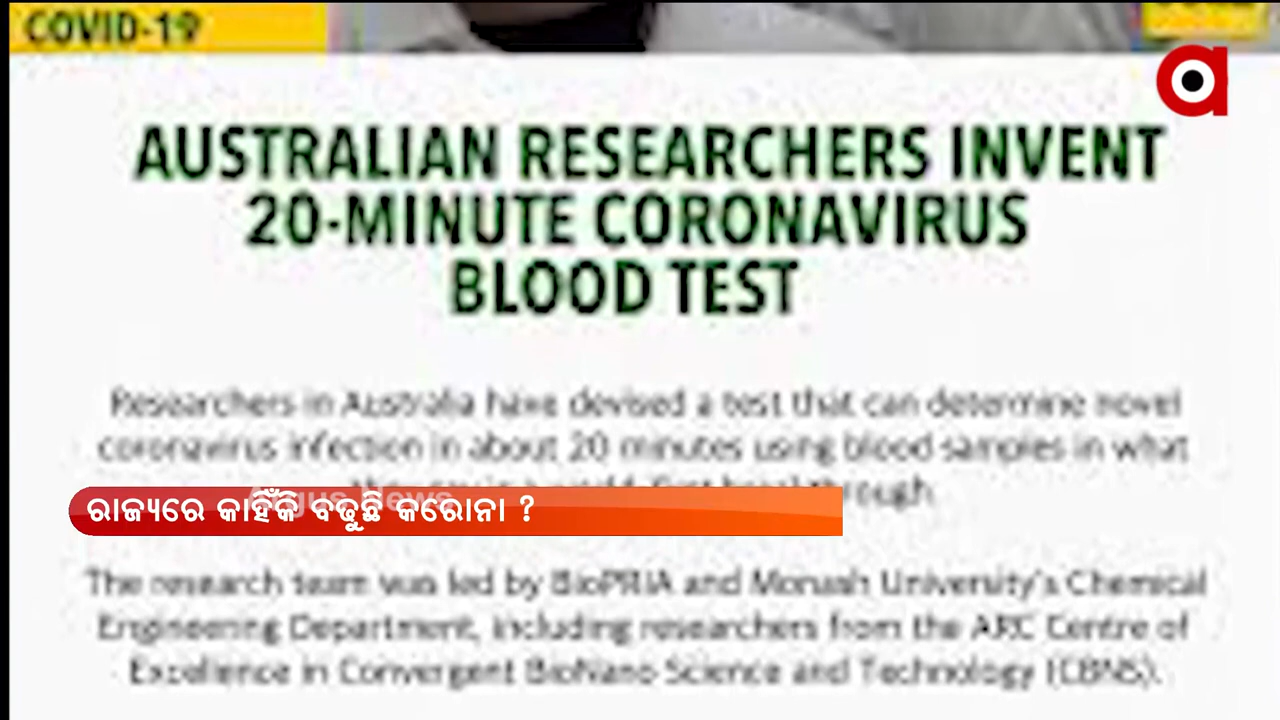 COVID-19
AUSTRALIAN RESEARCHERS INVENT
20-MINUTE CORONAVIRUS
BLOOD TEST
Researchers in Australia have devised a test that can determine novel
coronavirus infection in about 20 minutes using blood samples in what
Argus News
ରାଜ୍ୟରେ କାହିଁକି ବଢୁଛି କରୋନା ?
The research team was led by BioPRIA and Monash University's Chemical
Engineering Department, including researchers from the ARC Centre of
Excellence in Convergent BioNano Science and Technology (CBNS).